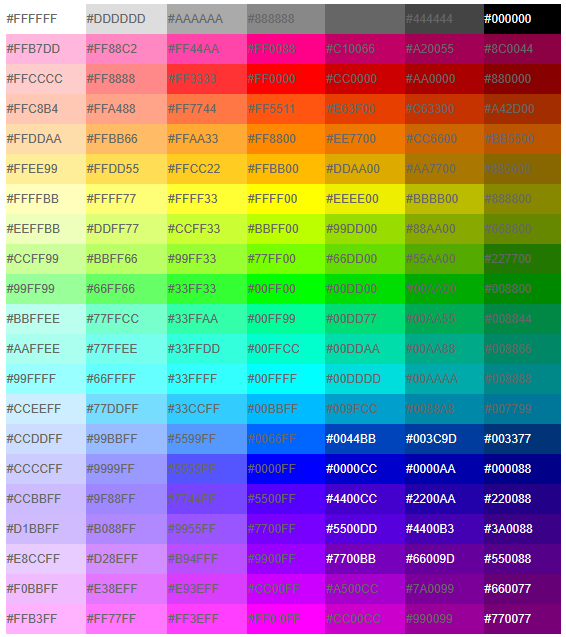 #FFFFFF #DDDDDD #AAAAAA #888888 #444444 #000000
#FFB7DD #FF88C2 #FF44AA #FF0088 #C10066 #A20055 #8C0044
#FFCCCC #FF8888 #FF3333 #FF0000 #CC0000 #AA0000 #880000
#FFC8B4 #FFA488 #FF7744 #FF5511 #E63F00 #C63300 #A42D00
#FFDDAA #FFBB66 #FFAA33 #FF8800 #EE7700 #CC6600 #BB5500
#FFEE99 #FFDD55 #FFCC22 #FFBB00 #DDAA00 #AA7700 #886600
#FFFFBB #FFFF77 #FFFF33 #FFFF00 #EEEE00 #BBBB00 #888800
#EEFFBB #DDFF77 #CCFF33 #BBFF00 #99DD00 #88AA00 #668800
#CCFF99 #BBFF66 #99FF33 #77FF00 #66DD00 #55AA00 #227700
#99FF99 #66FF66 #33FF33 #00FF00 #00DD00 #00AA00 #008800
#BBFFEE #77FFCC #33FFAA #00FF99 #00DD77 #00AA55 #008844
#AAFFEE #77FFEE #33FFDD #00FFCC #00DDAA #00AA88 #008866
#99FFFF #66FFFF #33FFFF #00FFFF #00DDDD #00AAAA #008888
#CCEEFF #77DDFF #33CCFF #00BBFF #009FCC #0088A8 #007799
#CCDDFF #99BBFF #5599FF #0066FF #0044BB #003C9D #003377
#CCCCFF #9999FF #5555FF #0000FF #0000CC #0000AA #000088
#CCBBFF #9F88FF #7744FF #5500FF #4400CC #2200AA #220088
#D1BBFF #B088FF #9955FF #7700FF #5500DD #4400B3 #3A0088
#E8CCFF #D28EFF #B94FFF #9900FF #7700BB #66009D #550088
#F0BBFF #E38EFF #E93EFF #CC00FF #A500CC #7A0099 #660077
#FFB3FF #FF77FF #FF3EFF #FF00FF #CC00CC #990099 #770077